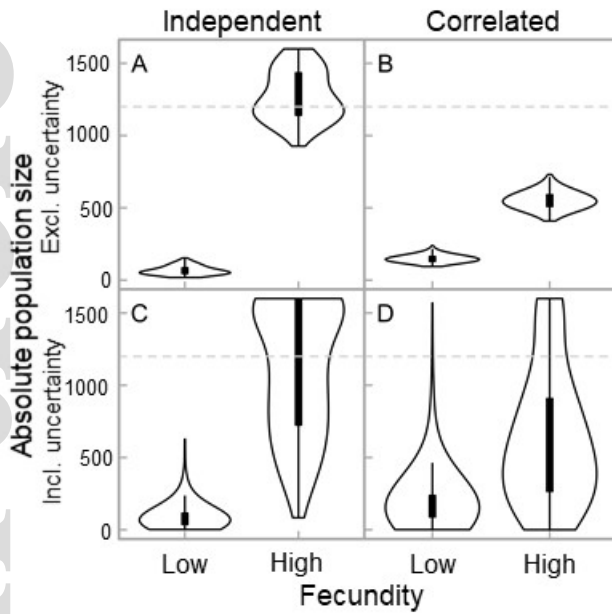 Independent
Correlated
Absolute population size
Excl. uncertainty
Incl. uncertainty
A
B
1500
1000
500
0
C
D
1500
1000
500
0
Low
High
Low
High
Fecundity